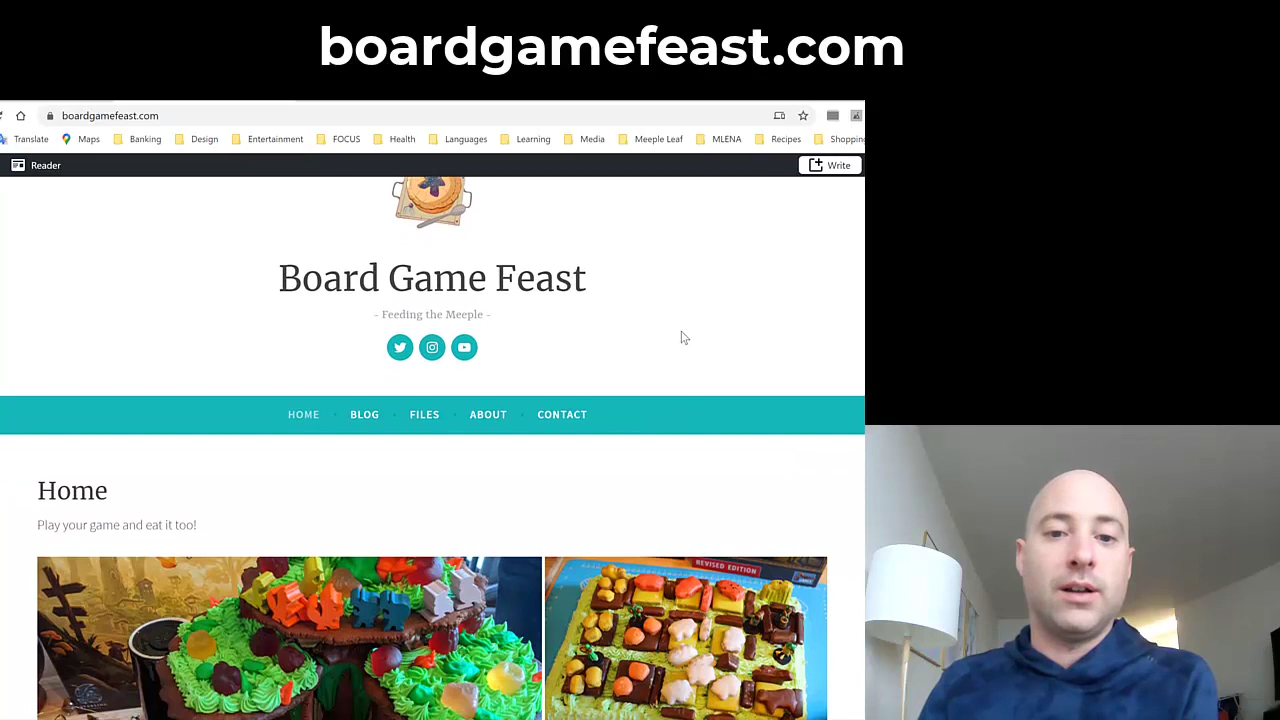 boardgamefeast.com
boardgamefeast.com
Translate Maps Banking Design Entertainment FOCUS Health Languages Learning Media Meeple Leaf MLENA Recipes Shopping
Reader Write
Board Game Feast
- Feeding the Meeple -
HOME BLOG FILES ABOUT CONTACT
Home
Play your game and eat it too!
REVISED EDITION